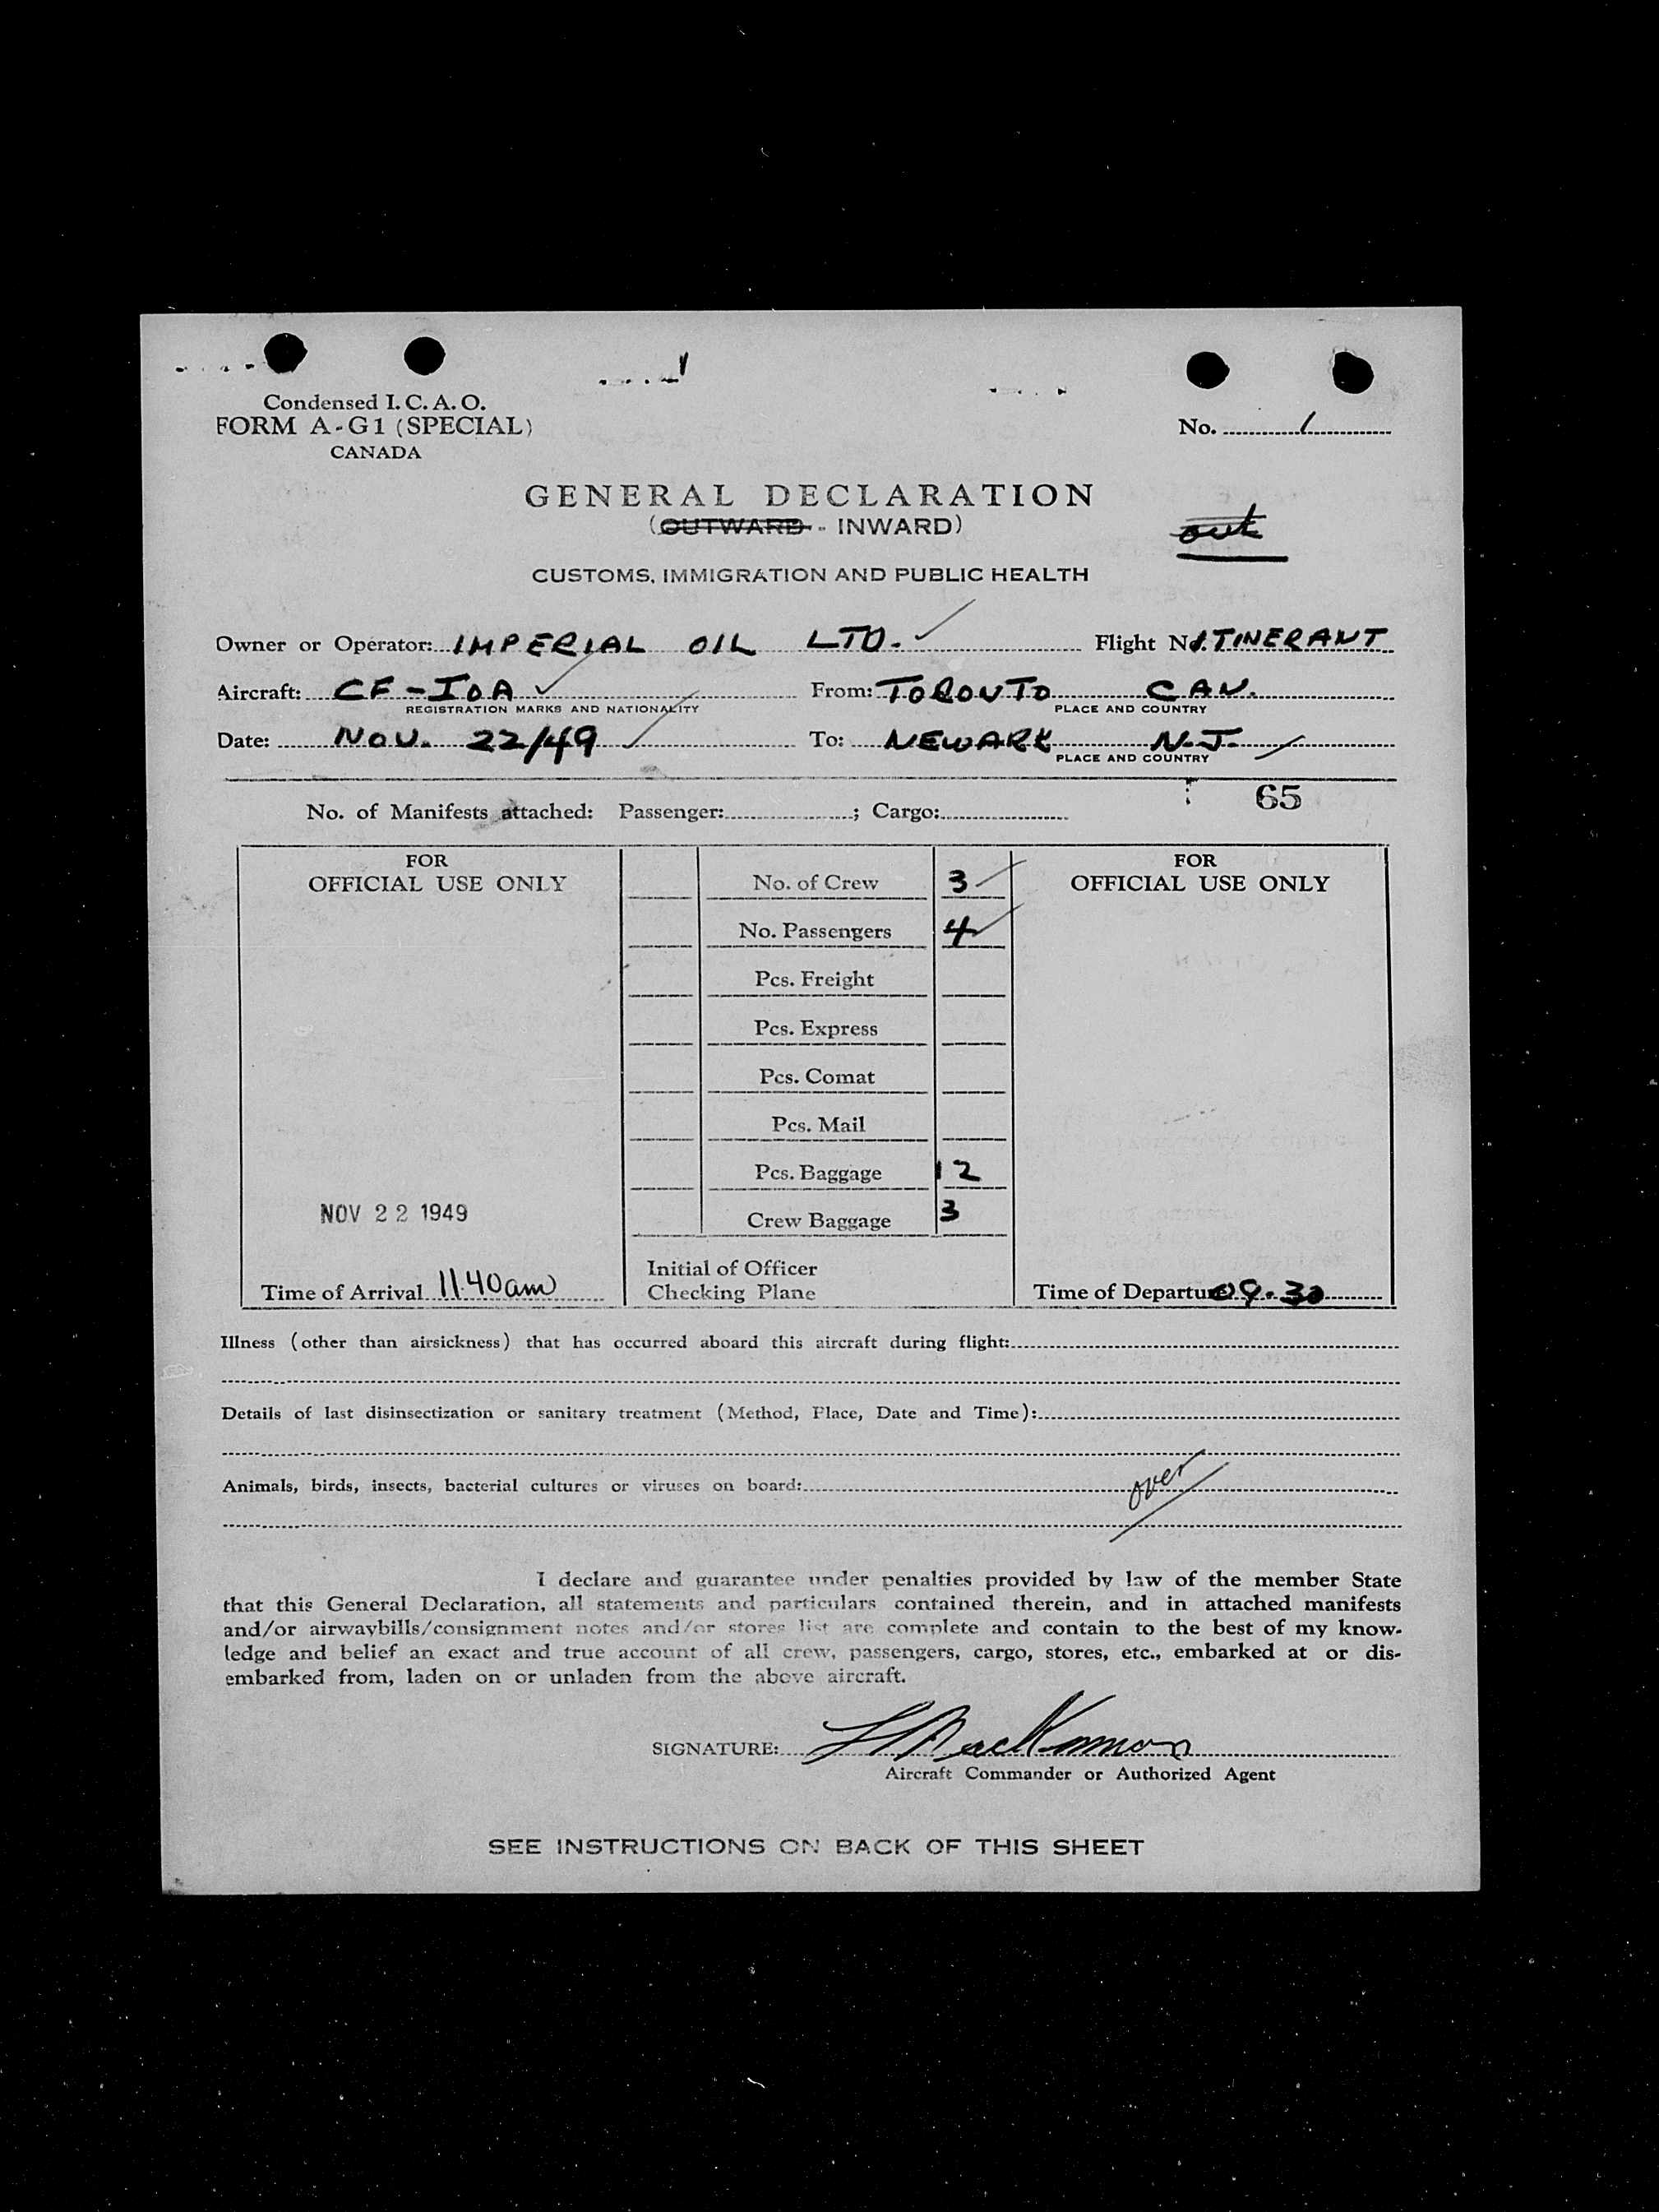 Condensed I.C.A.O.
FORM A-G1 (SPECIAL)
CANADA
No. 1
GENERAL DECLARATION
(OUTWARD - INWARD)
out
CUSTOMS, IMMIGRATION AND PUBLIC HEALTH
Owner or Operator: IMPERIAL OIL LTD. Flight No. ITINERANT
Aircraft: CF-IOA From: TORONTO CAN.
REGISTRATION MARKS AND NATIONALITY PLACE AND COUNTRY
Date: NOV. 22/49 To: NEWARK N.J.
PLACE AND COUNTRY
65
No. of Manifests attached: Passenger: ; Cargo:
FOR
OFFICIAL USE ONLY
No. of Crew 3
No. Passengers 4
Pcs. Freight
Pcs. Express
Pcs. Comat
Pcs. Mail
Pcs. Baggage 12
Crew Baggage 3
FOR
OFFICIAL USE ONLY
NOV 22 1949
Time of Arrival 11.40am
Initial of Officer
Checking Plane
Time of Departure 09.30
Illness (other than airsickness) that has occurred aboard this aircraft during flight:
Details of last disinsectization or sanitary treatment (Method, Place, Date and Time):
Animals, birds, insects, bacterial cultures or viruses on board:
over
I declare and guarantee under penalties provided by law of the member State
that this General Declaration, all statements and particulars contained therein, and in attached manifests
and/or airwaybills/consignment notes and/or stores list are complete and contain to the best of my know-
ledge and belief an exact and true account of all crew, passengers, cargo, stores, etc., embarked at or dis-
embarked from, laden on or unladen from the above aircraft.
SIGNATURE:
Aircraft Commander or Authorized Agent
SEE INSTRUCTIONS ON BACK OF THIS SHEET